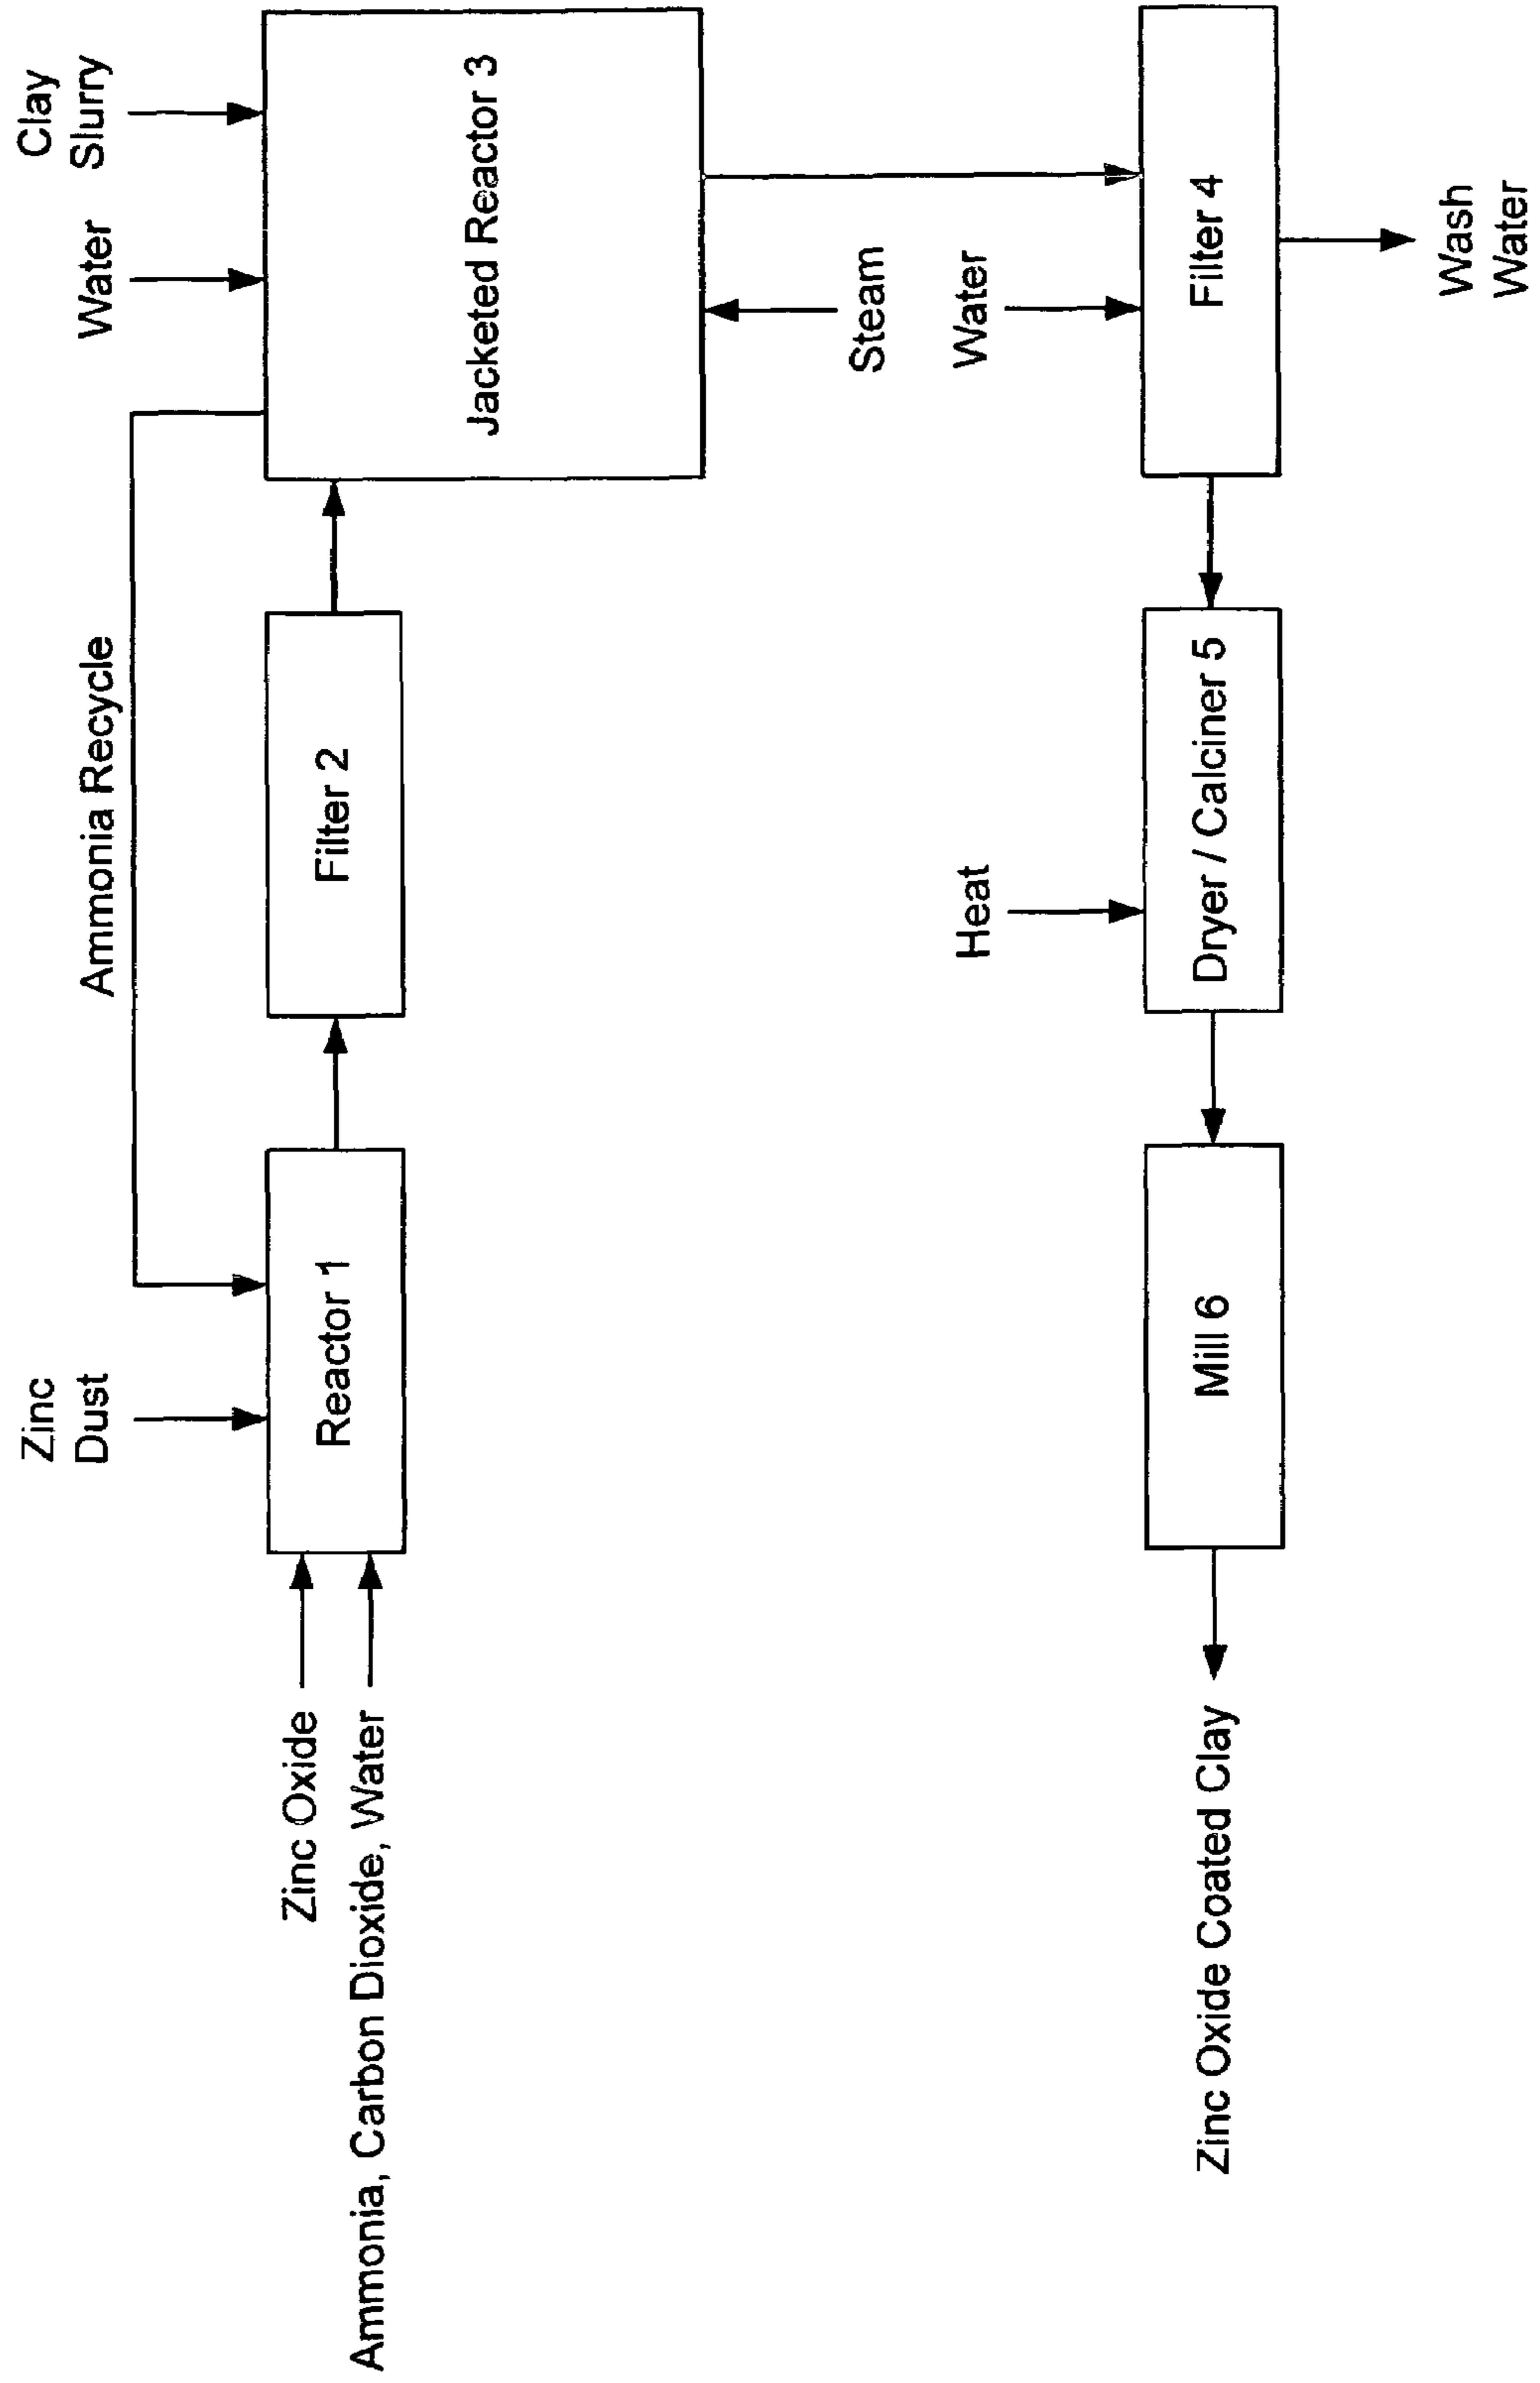 Clay
Slurry
Water
Ammonia Recycle
Zinc
Dust
Jacketed Reactor 3
Filter 2
Reactor 1
Zinc Oxide
Ammonia, Carbon Dioxide, Water
Steam
Water
Heat
Filter 4
Dryer / Calciner 5
Mill 6
Zinc Oxide Coated Clay
Wash
Water